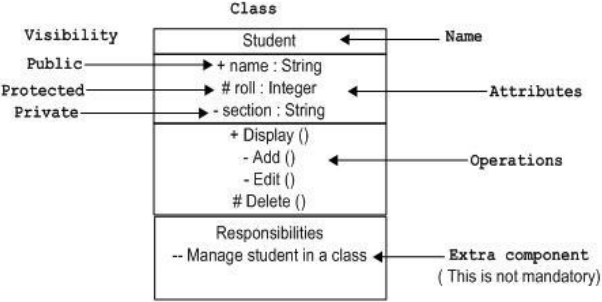 Class
Visibility
Student
Name
Public
+ name : String
Protected
# roll : Integer
Attributes
Private
- section : String
+ Display ()
- Add ()
Operations
- Edit ()
# Delete ()
Responsibilities
-- Manage student in a class
Extra component
( This is not mandatory)